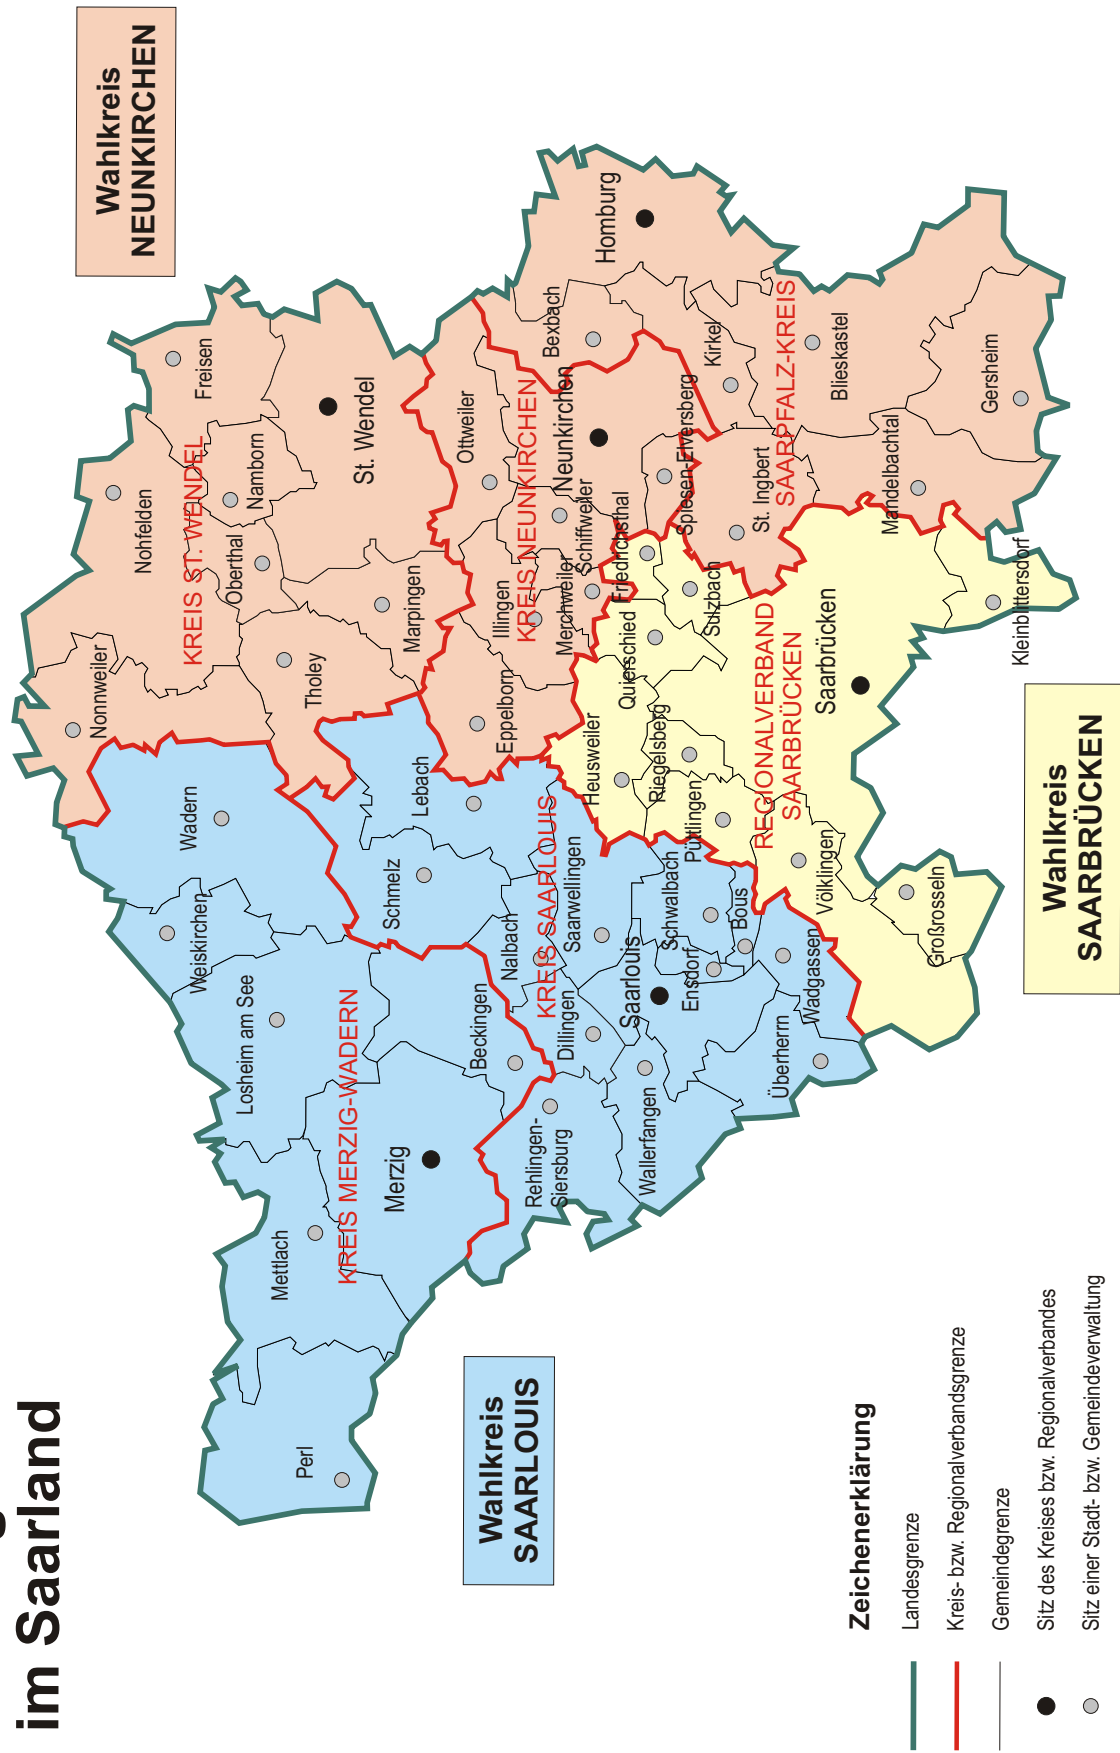 im Saarland
Wahlkreis
NEUNKIRCHEN
Wahlkreis
SAARLOUIS
Wahlkreis
SAARBRÜCKEN
KREIS MERZIG-WADERN
Perl
Mettlach
Merzig
Losheim am See
Weiskirchen
Wadern
Beckingen
KREIS SAARLOUIS
Rehlingen-
Siersburg
Wallerfangen
Dillingen
Nalbach
Saarwellingen
Schmelz
Lebach
Saarlouis
Ensdorf
Schwalbach
Bous
Wadgassen
Überherrn
KREIS ST. WENDEL
Nonnweiler
Nohfelden
Freisen
Oberthal
Namborn
St. Wendel
Tholey
Marpingen
KREIS NEUNKIRCHEN
Eppelborn
Illingen
Ottweiler
Merchweiler
Schiffweiler
Neunkirchen
Spiesen-Elversberg
SAARPFALZ-KREIS
Bexbach
Homburg
Kirkel
St. Ingbert
Blieskastel
Mandelbachtal
Gersheim
REGIONALVERBAND
SAARBRÜCKEN
Heusweiler
Riegelsberg
Quierschied
Friedrichsthal
Sulzbach
Püttlingen
Völklingen
Großrosseln
Saarbrücken
Kleinblittersdorf
Zeichenerklärung
Landesgrenze
Kreis- bzw. Regionalverbandsgrenze
Gemeindegrenze
Sitz des Kreises bzw. Regionalverbandes
Sitz einer Stadt- bzw. Gemeindeverwaltung